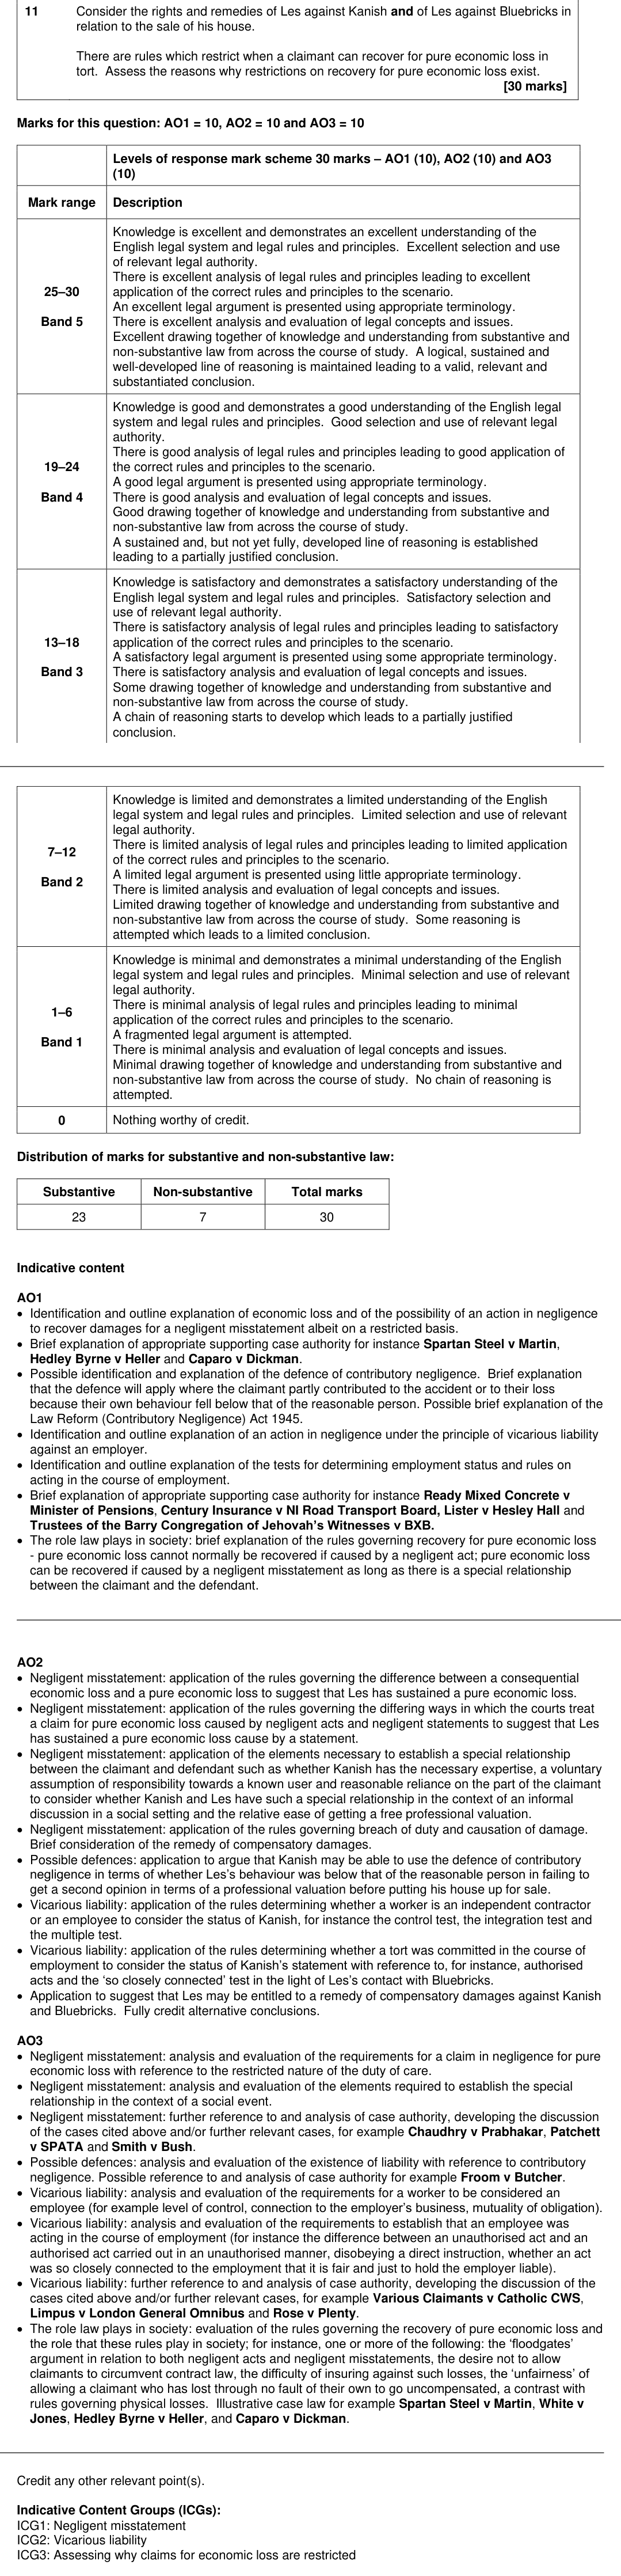 11
Consider the rights and remedies of Les against Kanish and of Les against Bluebricks in
relation to the sale of his house.
There are rules which restrict when a claimant can recover for pure economic loss in
tort. Assess the reasons why restrictions on recovery for pure economic loss exist.
[30 marks]
Marks for this question: AO1 = 10, AO2 = 10 and AO3 = 10
Levels of response mark scheme 30 marks – AO1 (10), AO2 (10) and AO3
(10)
Mark range
Description
25–30
Band 5
Knowledge is excellent and demonstrates an excellent understanding of the
English legal system and legal rules and principles. Excellent selection and use
of relevant legal authority.
There is excellent analysis of legal rules and principles leading to excellent
application of the correct rules and principles to the scenario.
An excellent legal argument is presented using appropriate terminology.
There is excellent analysis and evaluation of legal concepts and issues.
Excellent drawing together of knowledge and understanding from substantive and
non-substantive law from across the course of study. A logical, sustained and
well-developed line of reasoning is maintained leading to a valid, relevant and
substantiated conclusion.
19–24
Band 4
Knowledge is good and demonstrates a good understanding of the English legal
system and legal rules and principles. Good selection and use of relevant legal
authority.
There is good analysis of legal rules and principles leading to good application of
the correct rules and principles to the scenario.
A good legal argument is presented using appropriate terminology.
There is good analysis and evaluation of legal concepts and issues.
Good drawing together of knowledge and understanding from substantive and
non-substantive law from across the course of study.
A sustained and, but not yet fully, developed line of reasoning is established
leading to a partially justified conclusion.
13–18
Band 3
Knowledge is satisfactory and demonstrates a satisfactory understanding of the
English legal system and legal rules and principles. Satisfactory selection and
use of relevant legal authority.
There is satisfactory analysis of legal rules and principles leading to satisfactory
application of the correct rules and principles to the scenario.
A satisfactory legal argument is presented using some appropriate terminology.
There is satisfactory analysis and evaluation of legal concepts and issues.
Some drawing together of knowledge and understanding from substantive and
non-substantive law from across the course of study.
A chain of reasoning starts to develop which leads to a partially justified
conclusion.
7–12
Band 2
Knowledge is limited and demonstrates a limited understanding of the English
legal system and legal rules and principles. Limited selection and use of relevant
legal authority.
There is limited analysis of legal rules and principles leading to limited application
of the correct rules and principles to the scenario.
A limited legal argument is presented using little appropriate terminology.
There is limited analysis and evaluation of legal concepts and issues.
Limited drawing together of knowledge and understanding from substantive and
non-substantive law from across the course of study. Some reasoning is
attempted which leads to a limited conclusion.
1–6
Band 1
Knowledge is minimal and demonstrates a minimal understanding of the English
legal system and legal rules and principles. Minimal selection and use of relevant
legal authority.
There is minimal analysis of legal rules and principles leading to minimal
application of the correct rules and principles to the scenario.
A fragmented legal argument is attempted.
There is minimal analysis and evaluation of legal concepts and issues.
Minimal drawing together of knowledge and understanding from substantive and
non-substantive law from across the course of study. No chain of reasoning is
attempted.
0
Nothing worthy of credit.
Distribution of marks for substantive and non-substantive law:
Substantive
Non-substantive
Total marks
23
7
30
Indicative content
AO1
• Identification and outline explanation of economic loss and of the possibility of an action in negligence
to recover damages for a negligent misstatement albeit on a restricted basis.
• Brief explanation of appropriate supporting case authority for instance Spartan Steel v Martin,
Hedley Byrne v Heller and Caparo v Dickman.
• Possible identification and explanation of the defence of contributory negligence. Brief explanation
that the defence will apply where the claimant partly contributed to the accident or to their loss
because their own behaviour fell below that of the reasonable person. Possible brief explanation of the
Law Reform (Contributory Negligence) Act 1945.
• Identification and outline explanation of an action in negligence under the principle of vicarious liability
against an employer.
• Identification and outline explanation of the tests for determining employment status and rules on
acting in the course of employment.
• Brief explanation of appropriate supporting case authority for instance Ready Mixed Concrete v
Minister of Pensions, Century Insurance v NI Road Transport Board, Lister v Hesley Hall and
Trustees of the Barry Congregation of Jehovah's Witnesses v BXB.
• The role law plays in society: brief explanation of the rules governing recovery for pure economic loss
- pure economic loss cannot normally be recovered if caused by a negligent act; pure economic loss
can be recovered if caused by a negligent misstatement as long as there is a special relationship
between the claimant and the defendant.
AO2
• Negligent misstatement: application of the rules governing the difference between a consequential
economic loss and a pure economic loss to suggest that Les has sustained a pure economic loss.
• Negligent misstatement: application of the rules governing the differing ways in which the courts treat
a claim for pure economic loss caused by negligent acts and negligent statements to suggest that Les
has sustained a pure economic loss cause by a statement.
• Negligent misstatement: application of the elements necessary to establish a special relationship
between the claimant and defendant such as whether Kanish has the necessary expertise, a voluntary
assumption of responsibility towards a known user and reasonable reliance on the part of the claimant
to consider whether Kanish and Les have such a special relationship in the context of an informal
discussion in a social setting and the relative ease of getting a free professional valuation.
• Negligent misstatement: application of the rules governing breach of duty and causation of damage.
Brief consideration of the remedy of compensatory damages.
• Possible defences: application to argue that Kanish may be able to use the defence of contributory
negligence in terms of whether Les's behaviour was below that of the reasonable person in failing to
get a second opinion in terms of a professional valuation before putting his house up for sale.
• Vicarious liability: application of the rules determining whether a worker is an independent contractor
or an employee to consider the status of Kanish, for instance the control test, the integration test and
the multiple test.
• Vicarious liability: application of the rules determining whether a tort was committed in the course of
employment to consider the status of Kanish's statement with reference to, for instance, authorised
acts and the 'so closely connected' test in the light of Les's contact with Bluebricks.
• Application to suggest that Les may be entitled to a remedy of compensatory damages against Kanish
and Bluebricks. Fully credit alternative conclusions.
AO3
• Negligent misstatement: analysis and evaluation of the requirements for a claim in negligence for pure
economic loss with reference to the restricted nature of the duty of care.
• Negligent misstatement: analysis and evaluation of the elements required to establish the special
relationship in the context of a social event.
• Negligent misstatement: further reference to and analysis of case authority, developing the discussion
of the cases cited above and/or further relevant cases, for example Chaudhry v Prabhakar, Patchett
v SPATA and Smith v Bush.
• Possible defences: analysis and evaluation of the existence of liability with reference to contributory
negligence. Possible reference to and analysis of case authority for example Froom v Butcher.
• Vicarious liability: analysis and evaluation of the requirements for a worker to be considered an
employee (for example level of control, connection to the employer's business, mutuality of obligation).
• Vicarious liability: analysis and evaluation of the requirements to establish that an employee was
acting in the course of employment (for instance the difference between an unauthorised act and an
authorised act carried out in an unauthorised manner, disobeying a direct instruction, whether an act
was so closely connected to the employment that it is fair and just to hold the employer liable).
• Vicarious liability: further reference to and analysis of case authority, developing the discussion of the
cases cited above and/or further relevant cases, for example Various Claimants v Catholic CWS,
Limpus v London General Omnibus and Rose v Plenty.
• The role law plays in society: evaluation of the rules governing the recovery of pure economic loss and
the role that these rules play in society; for instance, one or more of the following: the 'floodgates'
argument in relation to both negligent acts and negligent misstatements, the desire not to allow
claimants to circumvent contract law, the difficulty of insuring against such losses, the 'unfairness' of
allowing a claimant who has lost through no fault of their own to go uncompensated, a contrast with
rules governing physical losses. Illustrative case law for example Spartan Steel v Martin, White v
Jones, Hedley Byrne v Heller, and Caparo v Dickman.
Credit any other relevant point(s).
Indicative Content Groups (ICGs):
ICG1: Negligent misstatement
ICG2: Vicarious liability
ICG3: Assessing why claims for economic loss are restricted